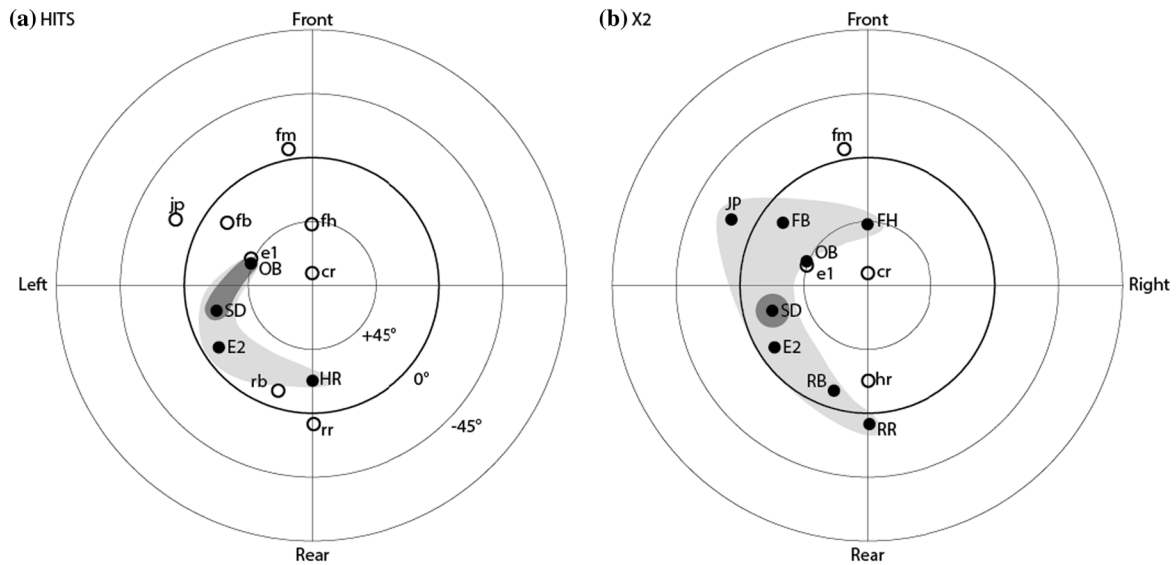 (a) HITS
Front
fm
jp
fb
fh
e1
OB
cr
Left
SD
+45°
E2
rb
HR
0°
rr
-45°
Rear
(b) X2
Front
fm
JP
FB
FH
OB
e1
cr
Right
SD
E2
RB
hr
RR
Rear